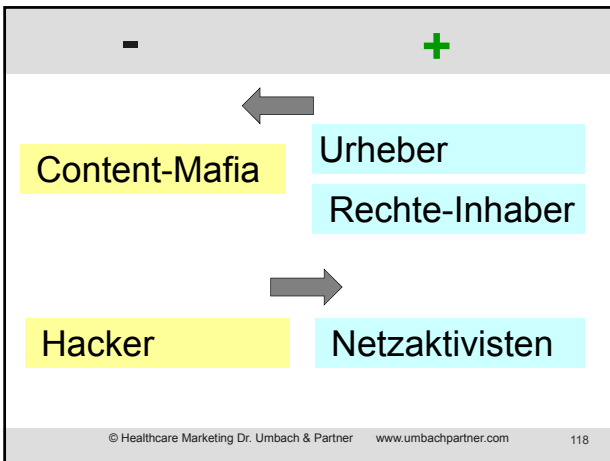 - +
Urheber
Content-Mafia
Rechte-Inhaber
Hacker Netzaktivisten
© Healthcare Marketing Dr. Umbach & Partner www.umbachpartner.com 118